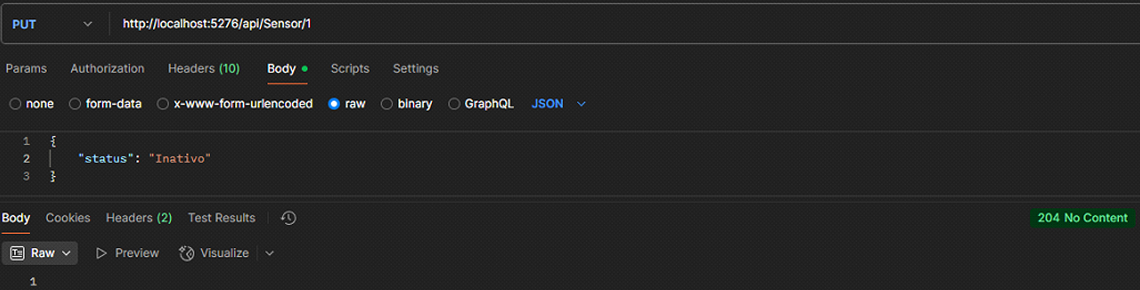 PUT http://localhost:5276/api/Sensor/1
Params Authorization Headers (10) Body Scripts Settings
none form-data x-www-form-urlencoded raw binary GraphQL JSON
1 {
2 "status": "Inativo"
3 }
Body Cookies Headers (2) Test Results 204 No Content
Raw Preview Visualize
1